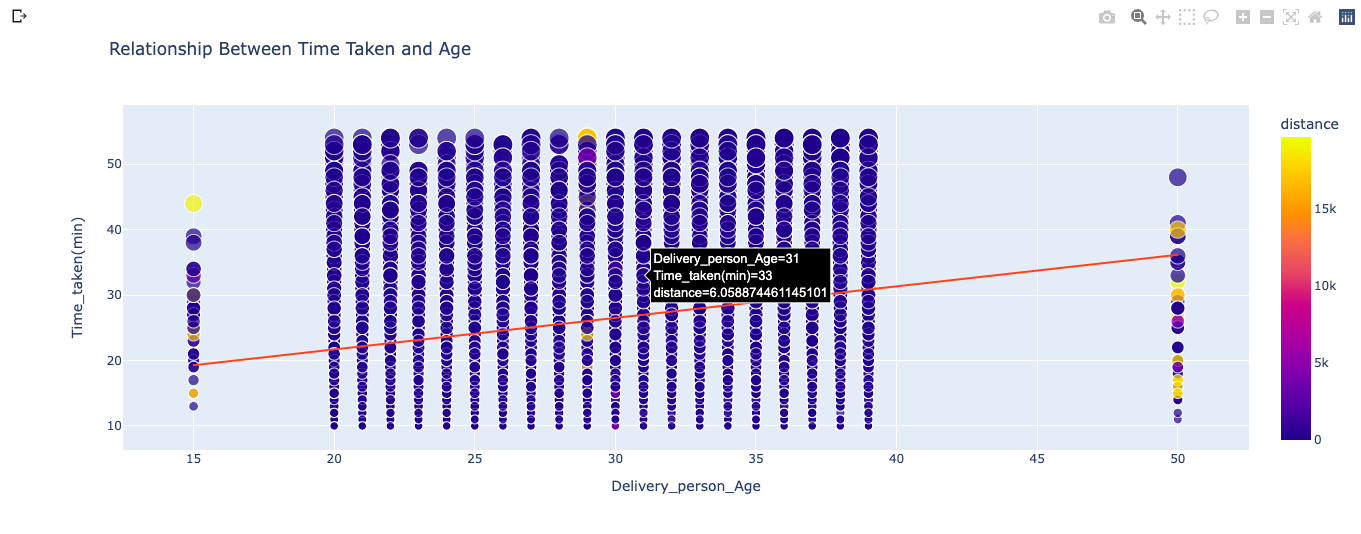 Relationship Between Time Taken and Age
distance
Time_taken(min)
50
40
30
20
10
Delivery_person_Age=31
Time_taken(min)=33
distance=6.058874461145101
15k
10k
5k
0
15 20 25 30 35 40 45 50
Delivery_person_Age